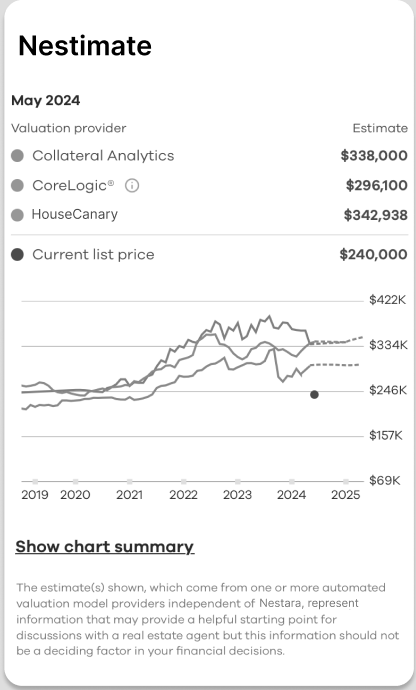 Nestimate
May 2024
Valuation provider Estimate
Collateral Analytics $338,000
CoreLogic® $296,100
HouseCanary $342,938
Current list price $240,000
$422K
$334K
$246K
$157K
$69K
2019 2020 2021 2022 2023 2024 2025
Show chart summary
The estimate(s) shown, which come from one or more automated
valuation model providers independent of Nestara, represent
information that may provide a helpful starting point for
discussions with a real estate agent but this information should not
be a deciding factor in your financial decisions.